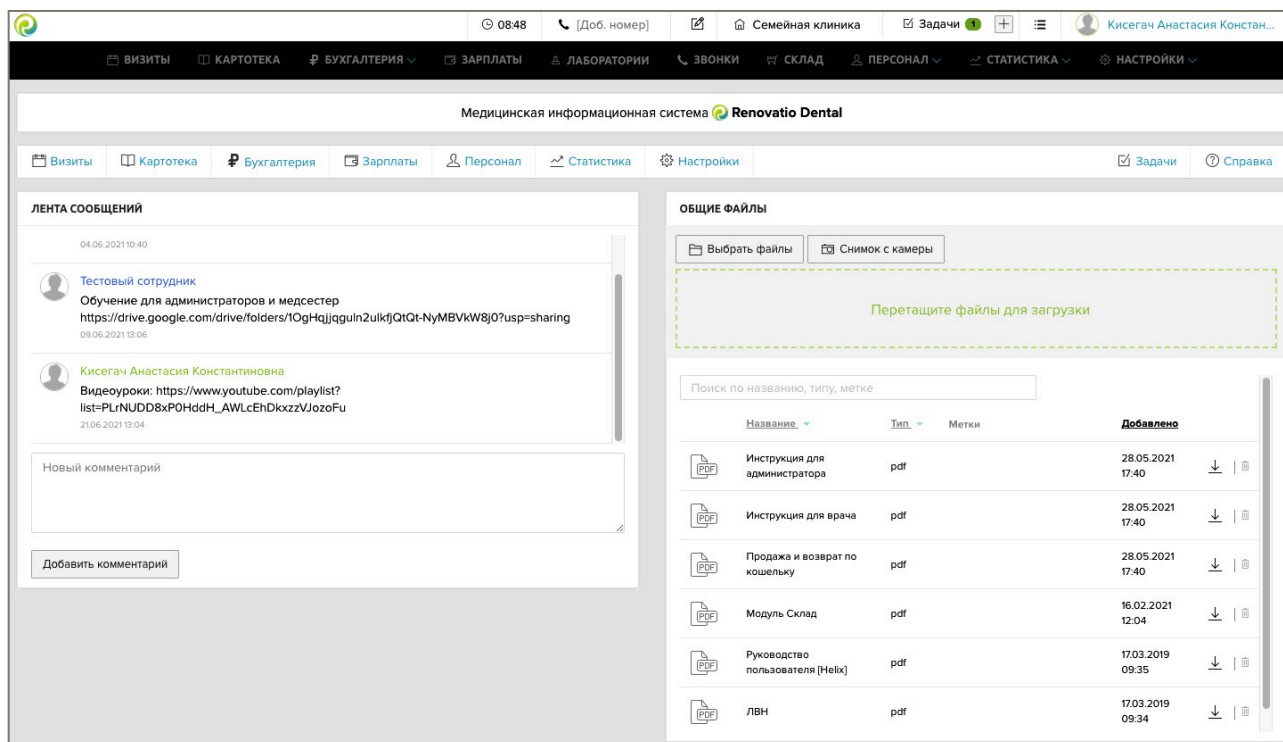 08:48 [Доб. номер] Семейная клиника Задачи 1 Кисегач Анастасия Констан...
ВИЗИТЫ КАРТОТЕКА БУХГАЛТЕРИЯ ЗАРПЛАТЫ ЛАБОРАТОРИИ ЗВОНКИ СКЛАД ПЕРСОНАЛ СТАТИСТИКА НАСТРОЙКИ
Медицинская информационная система Renovatio Dental
Визиты Картотека Бухгалтерия Зарплаты Персонал Статистика Настройки Задачи Справка
ЛЕНТА СООБЩЕНИЙ
04.06.2021 10:40
Тестовый сотрудник
Обучение для администраторов и медсестер
https://drive.google.com/drive/folders/1OgHqjjqguln2ulkfjQtQt-NyMBVkW8j0?usp=sharing
09.06.2021 13:06
Кисегач Анастасия Константиновна
Видеоуроки: https://www.youtube.com/playlist?
list=PLrNUDD8xP0HddH_AWLcEhDkxzzVJozoFu
21.06.2021 13:04
Новый комментарий
Добавить комментарий
ОБЩИЕ ФАЙЛЫ
Выбрать файлы Снимок с камеры
Перетащите файлы для загрузки
Поиск по названию, типу, метке
Название Тип Метки Добавлено
PDF Инструкция для администратора pdf 28.05.2021 17:40
PDF Инструкция для врача pdf 28.05.2021 17:40
PDF Продажа и возврат по кошельку pdf 28.05.2021 17:40
PDF Модуль Склад pdf 16.02.2021 12:04
PDF Руководство пользователя [Helix] pdf 17.03.2019 09:35
PDF ЛВН pdf 17.03.2019 09:34